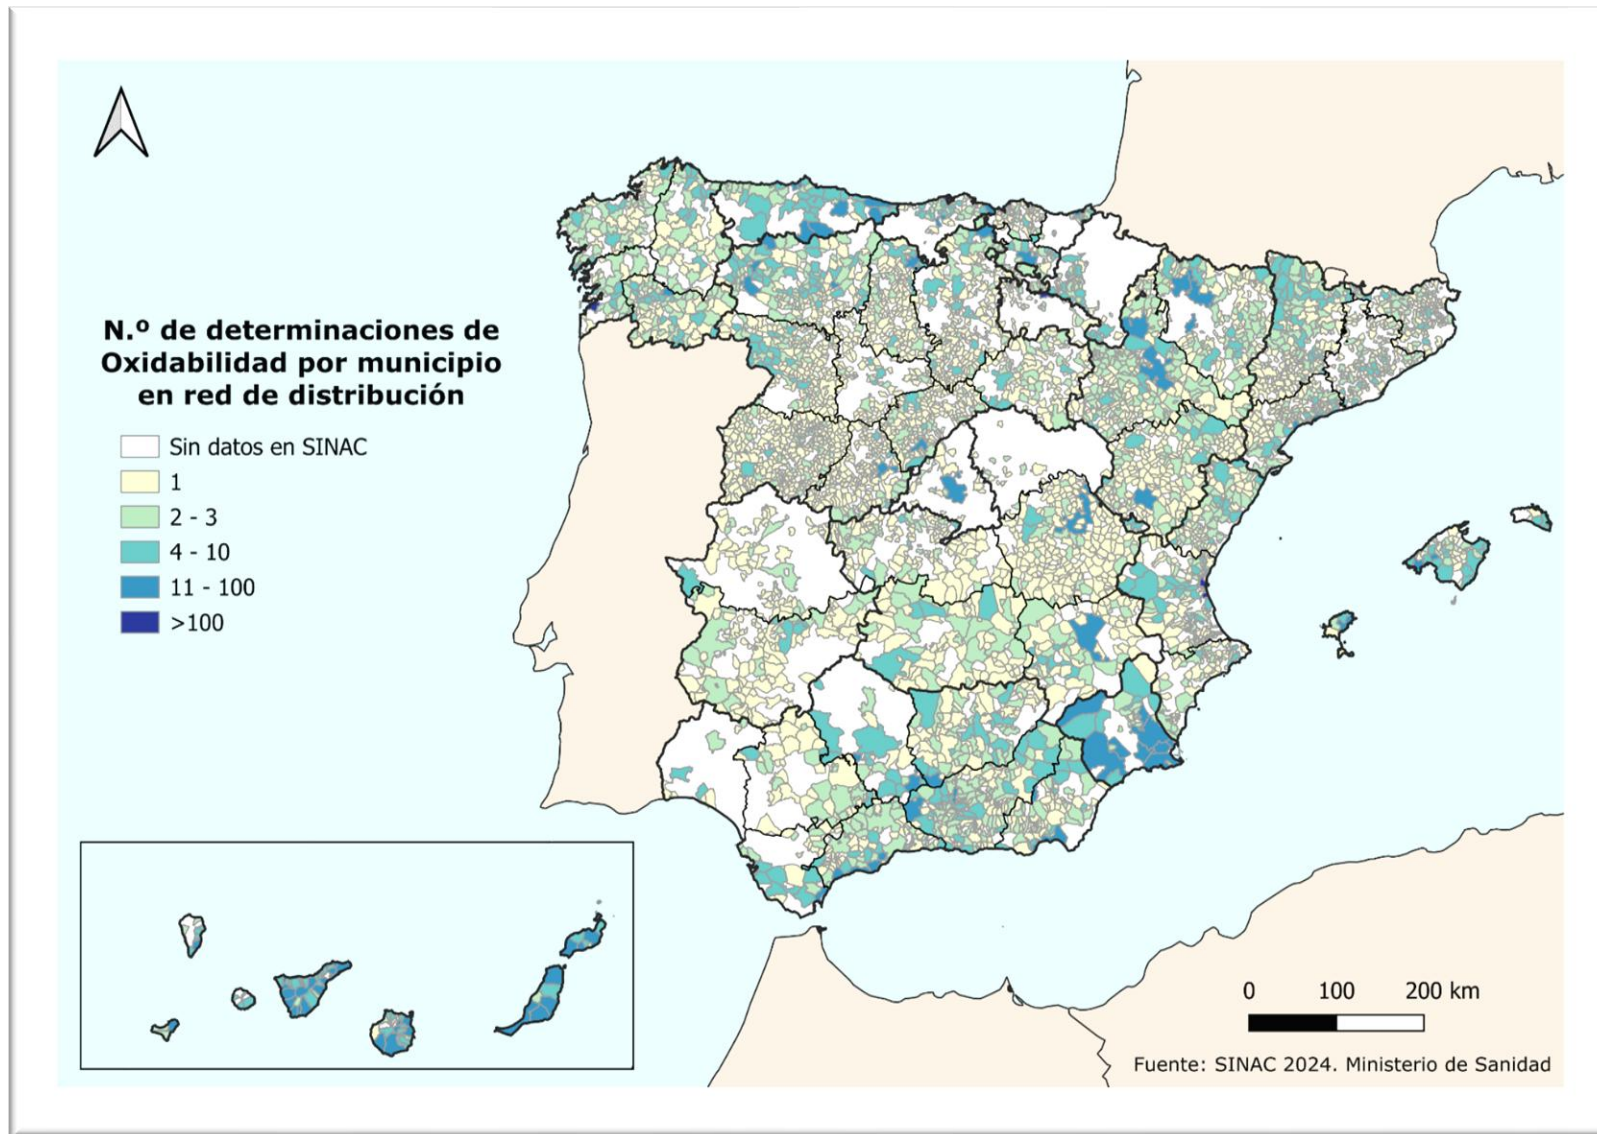 N.º de determinaciones de
Oxidabilidad por municipio
en red de distribución
Sin datos en SINAC
1
2 - 3
4 - 10
11 - 100
>100
0 100 200 km
Fuente: SINAC 2024. Ministerio de Sanidad